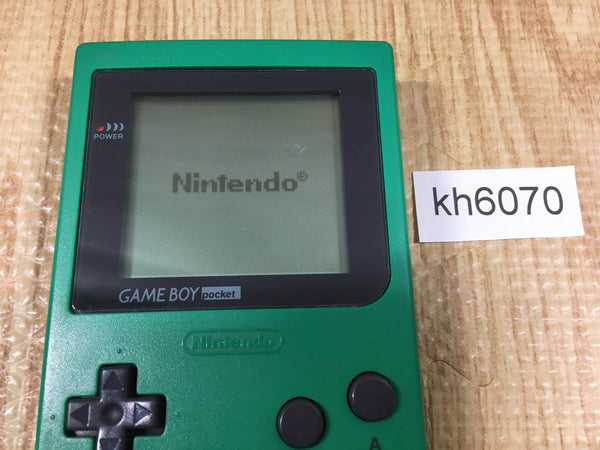 POWER
Nintendo®
kh6070
GAME BOY pocket
Nintendo
A